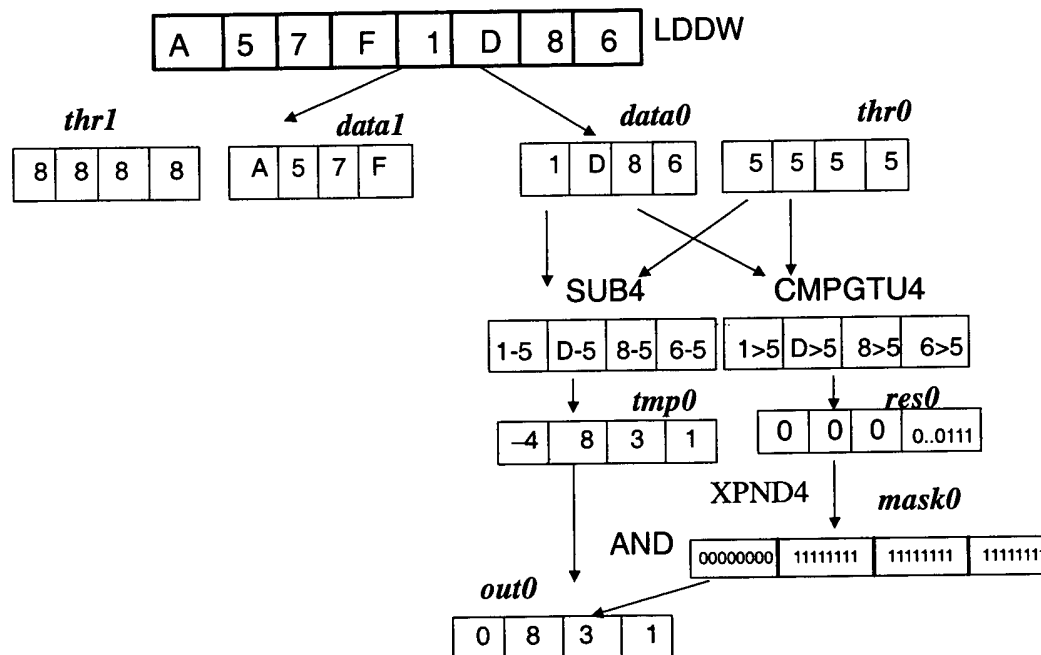 A 5 7 F 1 D 8 6 LDDW
thr1 data1 data0 thr0
8 8 8 8 A 5 7 F 1 D 8 6 5 5 5 5
SUB4 CMPGTU4
1-5 D-5 8-5 6-5 1>5 D>5 8>5 6>5
tmp0 res0
–4 8 3 1 0 0 0 0..0111
XPND4 mask0
AND 00000000 11111111 11111111 11111111
out0
0 8 3 1